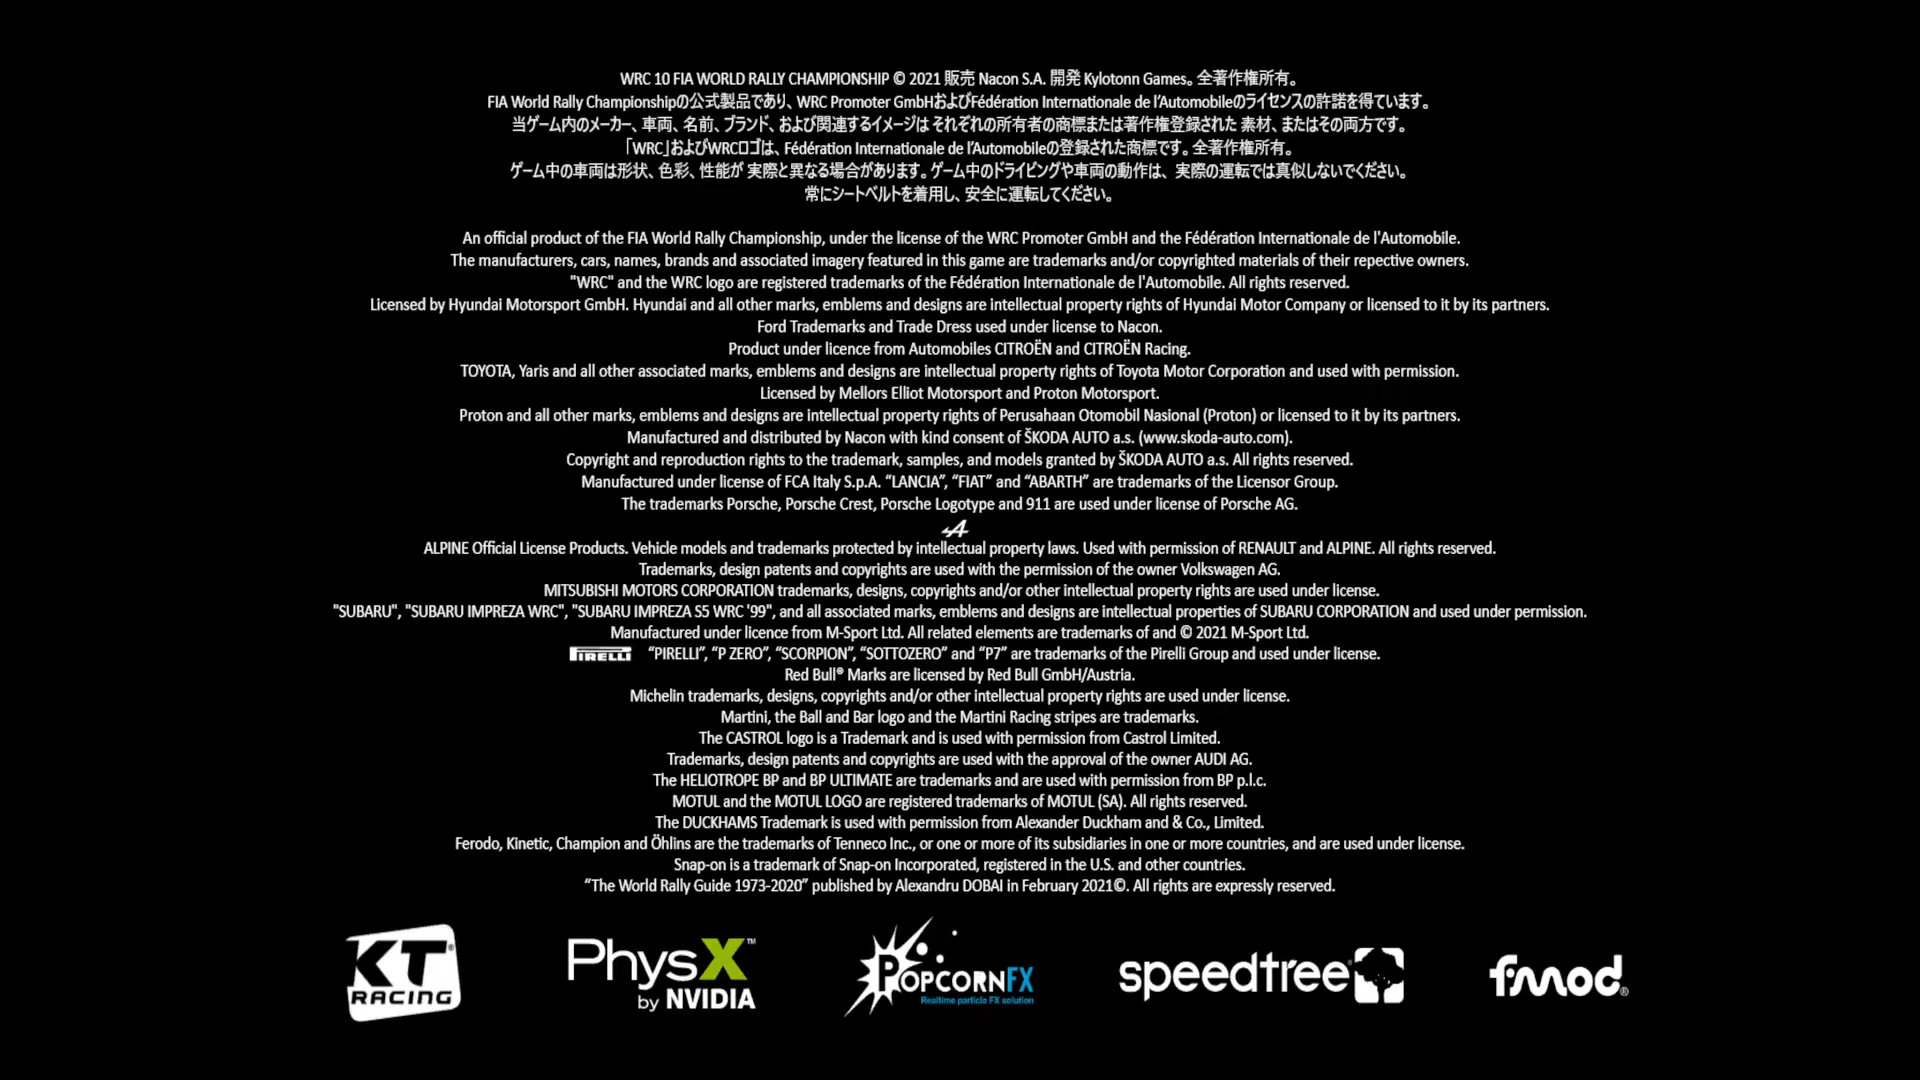 WRC 10 FIA WORLD RALLY CHAMPIONSHIP © 2021 販売 Nacon S.A. 開発 Kylotonn Games。全著作権所有。
FIA World Rally Championshipの公式製品であり、WRC Promoter GmbHおよびFédération Internationale de l’Automobileのライセンスの許諾を得ています。
当ゲーム内のメーカー、車両、名前、ブランド、および関連するイメージは それぞれの所有者の商標または著作権登録された 素材、またはその両方です。
「WRC」およびWRCロゴは、Fédération Internationale de l’Automobileの登録された商標です。全著作権所有。
ゲーム中の車両は形状、色彩、性能が 実際と異なる場合があります。ゲーム中のドライビングや車両の動作は、実際の運転では真似しないでください。
常にシートベルトを着用し、安全に運転してください。
An official product of the FIA World Rally Championship, under the license of the WRC Promoter GmbH and the Fédération Internationale de l'Automobile.
The manufacturers, cars, names, brands and associated imagery featured in this game are trademarks and/or copyrighted materials of their repective owners.
"WRC" and the WRC logo are registered trademarks of the Fédération Internationale de l'Automobile. All rights reserved.
Licensed by Hyundai Motorsport GmbH. Hyundai and all other marks, emblems and designs are intellectual property rights of Hyundai Motor Company or licensed to it by its partners.
Ford Trademarks and Trade Dress used under license to Nacon.
Product under licence from Automobiles CITROËN and CITROËN Racing.
TOYOTA, Yaris and all other associated marks, emblems and designs are intellectual property rights of Toyota Motor Corporation and used with permission.
Licensed by Mellors Elliot Motorsport and Proton Motorsport.
Proton and all other marks, emblems and designs are intellectual property rights of Perusahaan Otomobil Nasional (Proton) or licensed to it by its partners.
Manufactured and distributed by Nacon with kind consent of ŠKODA AUTO a.s. (www.skoda-auto.com).
Copyright and reproduction rights to the trademark, samples, and models granted by ŠKODA AUTO a.s. All rights reserved.
Manufactured under license of FCA Italy S.p.A. “LANCIA”, “FIAT” and “ABARTH” are trademarks of the Licensor Group.
The trademarks Porsche, Porsche Crest, Porsche Logotype and 911 are used under license of Porsche AG.
ALPINE Official License Products. Vehicle models and trademarks protected by intellectual property laws. Used with permission of RENAULT and ALPINE. All rights reserved.
Trademarks, design patents and copyrights are used with the permission of the owner Volkswagen AG.
MITSUBISHI MOTORS CORPORATION trademarks, designs, copyrights and/or other intellectual property rights are used under license.
"SUBARU", "SUBARU IMPREZA WRC", "SUBARU IMPREZA S5 WRC '99", and all associated marks, emblems and designs are intellectual properties of SUBARU CORPORATION and used under permission.
Manufactured under licence from M-Sport Ltd. All related elements are trademarks of and © 2021 M-Sport Ltd.
PIRELLI “PIRELLI”, “P ZERO”, “SCORPION”, “SOTTOZERO” and “P7” are trademarks of the Pirelli Group and used under license.
Red Bull® Marks are licensed by Red Bull GmbH/Austria.
Michelin trademarks, designs, copyrights and/or other intellectual property rights are used under license.
Martini, the Ball and Bar logo and the Martini Racing stripes are trademarks.
The CASTROL logo is a Trademark and is used with permission from Castrol Limited.
Trademarks, design patents and copyrights are used with the approval of the owner AUDI AG.
The HELIOTROPE BP and BP ULTIMATE are trademarks and are used with permission from BP p.l.c.
MOTUL and the MOTUL LOGO are registered trademarks of MOTUL (SA). All rights reserved.
The DUCKHAMS Trademark is used with permission from Alexander Duckham and & Co., Limited.
Ferodo, Kinetic, Champion and Öhlins are the trademarks of Tenneco Inc., or one or more of its subsidiaries in one or more countries, and are used under license.
Snap-on is a trademark of Snap-on Incorporated, registered in the U.S. and other countries.
“The World Rally Guide 1973-2020” published by Alexandru DOBAI in February 2021©. All rights are expressly reserved.
KT® RACING
PhysX™ by NVIDIA
POPCORNFX
Realtime particle FX solution
speedtree®
fmod®